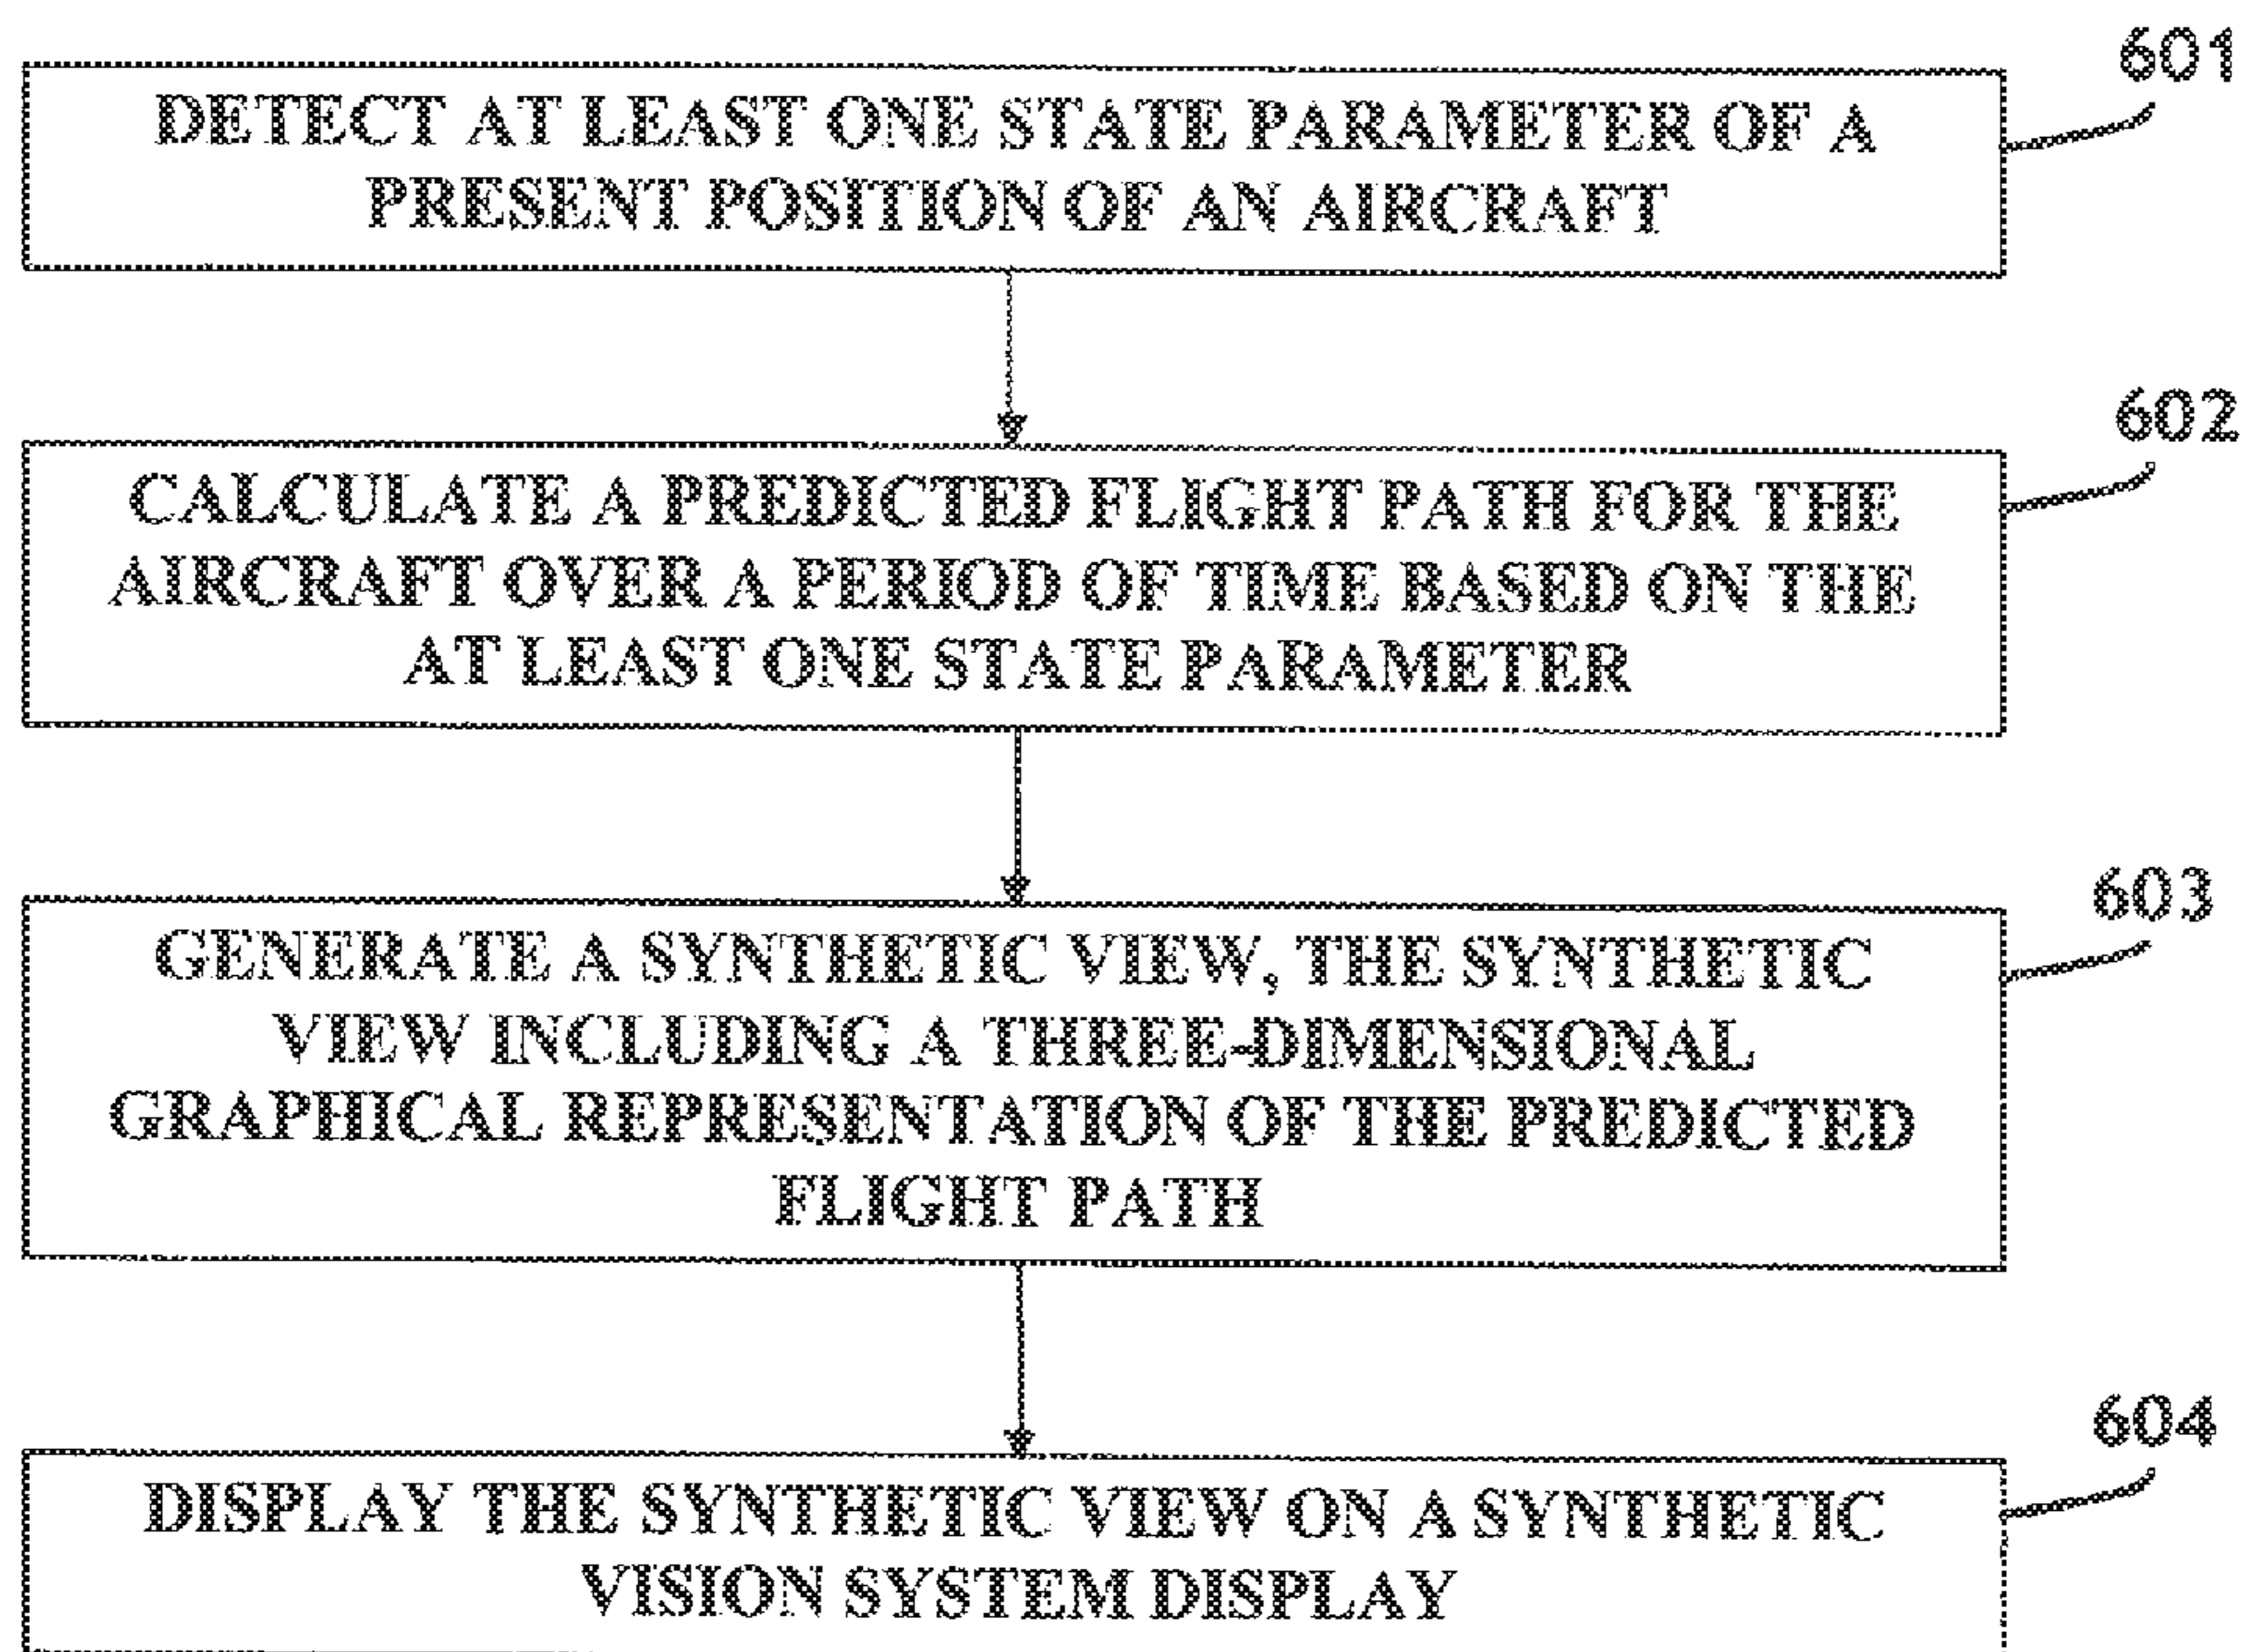 601
DETECT AT LEAST ONE STATE PARAMETER OF A
PRESENT POSITION OF AN AIRCRAFT
602
CALCULATE A PREDICTED FLIGHT PATH FOR THE
AIRCRAFT OVER A PERIOD OF TIME BASED ON THE
AT LEAST ONE STATE PARAMETER
603
GENERATE A SYNTHETIC VIEW, THE SYNTHETIC
VIEW INCLUDING A THREE-DIMENSIONAL
GRAPHICAL REPRESENTATION OF THE PREDICTED
FLIGHT PATH
604
DISPLAY THE SYNTHETIC VIEW ON A SYNTHETIC
VISION SYSTEM DISPLAY